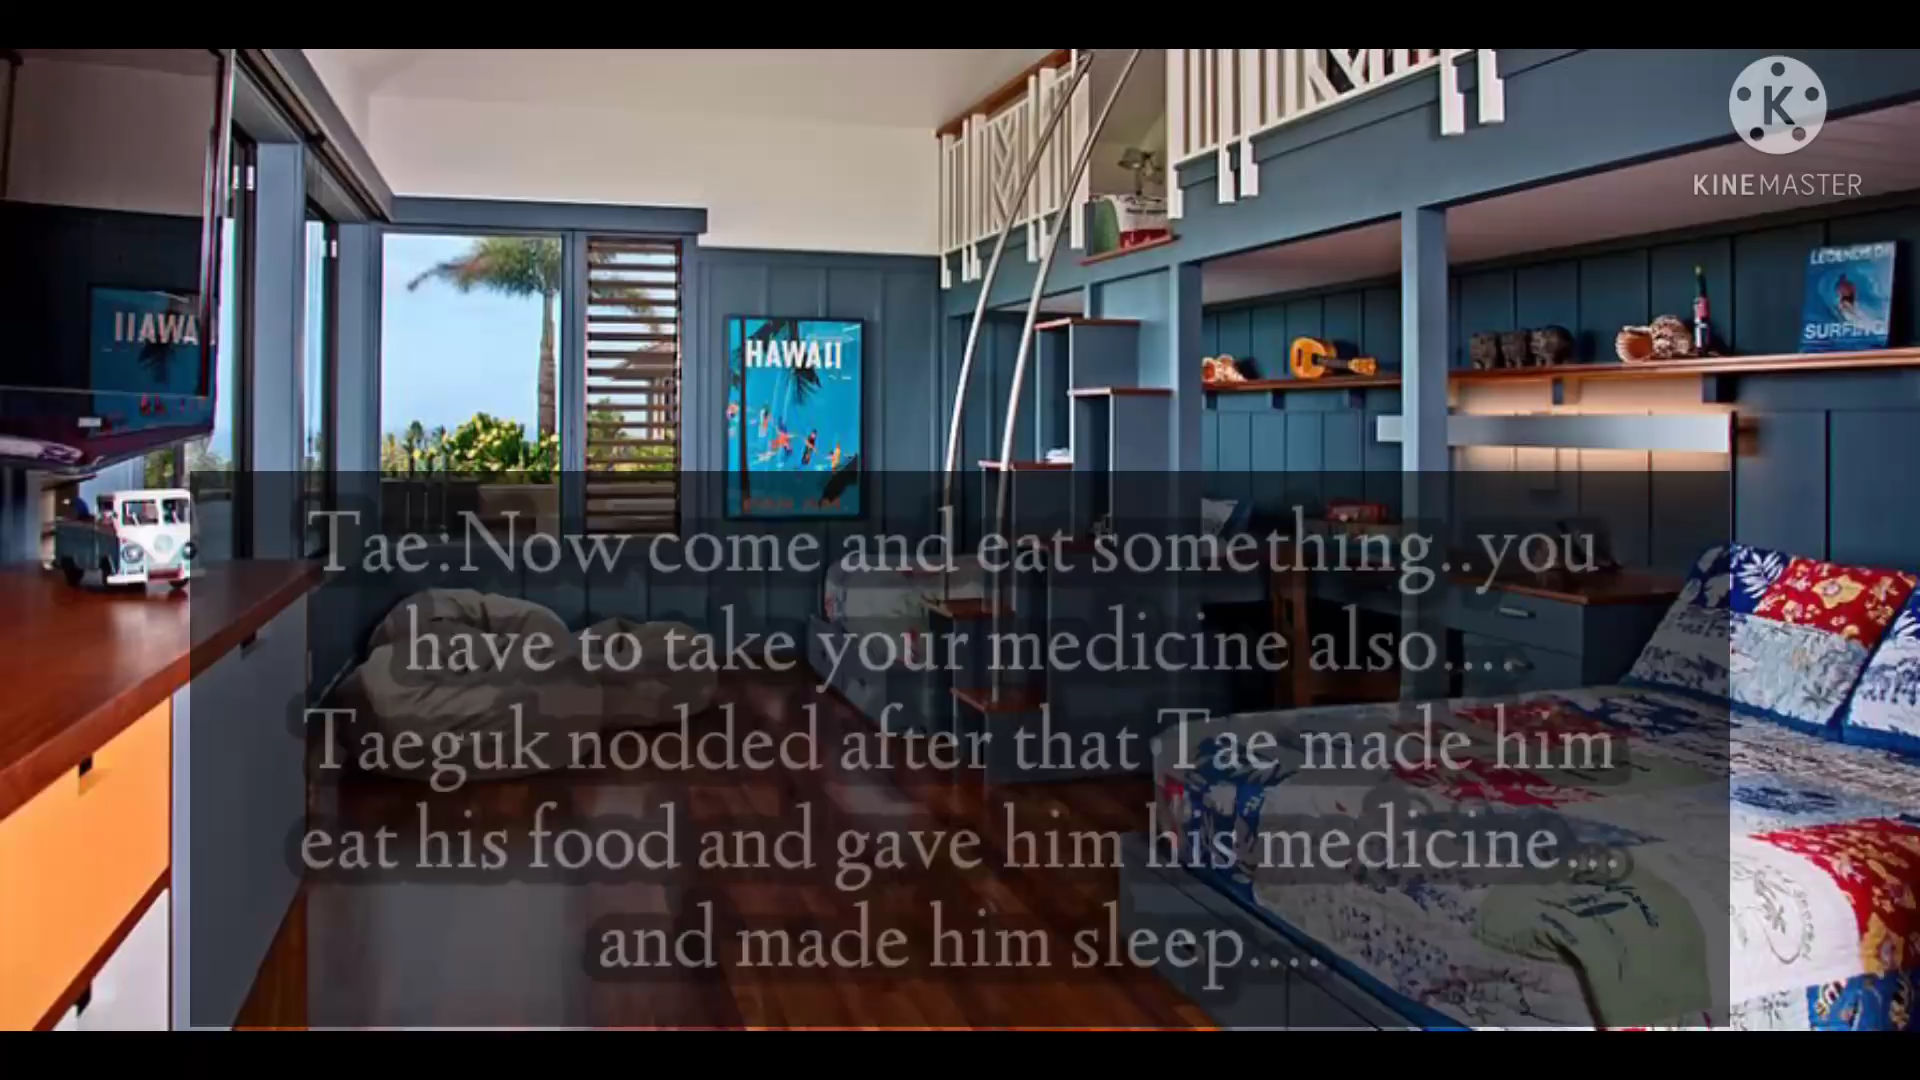 KINEMASTER
HAWAII
LEGENDS OF
SURFING
Tae:Now come and eat something..you
have to take your medicine also....
Taeguk nodded after that Tae made him
eat his food and gave him his medicine...
and made him sleep....